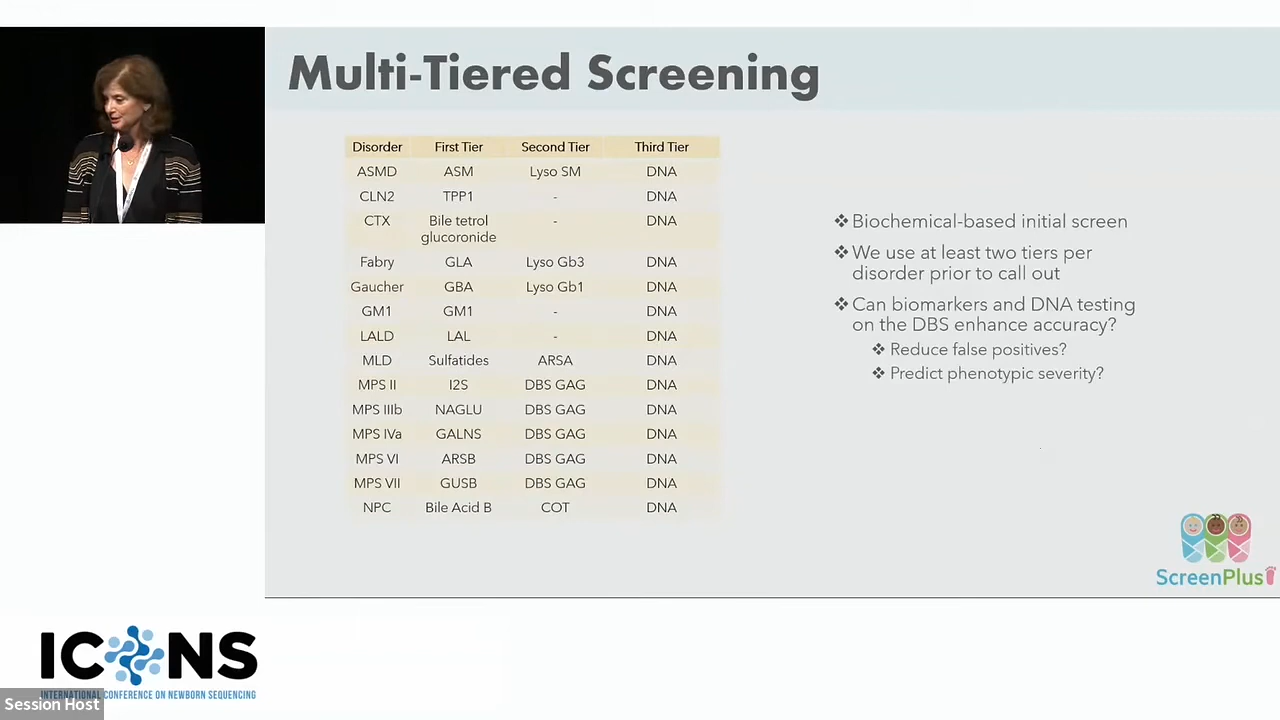 Multi-Tiered Screening
Disorder First Tier Second Tier Third Tier
ASMD ASM Lyso SM DNA
CLN2 TPP1 - DNA
CTX Bile tetrol glucoronide - DNA
Fabry GLA Lyso Gb3 DNA
Gaucher GBA Lyso Gb1 DNA
GM1 GM1 - DNA
LALD LAL - DNA
MLD Sulfatides ARSA DNA
MPS II I2S DBS GAG DNA
MPS IIIb NAGLU DBS GAG DNA
MPS IVa GALNS DBS GAG DNA
MPS VI ARSB DBS GAG DNA
MPS VII GUSB DBS GAG DNA
NPC Bile Acid B COT DNA
❖ Biochemical-based initial screen
❖ We use at least two tiers per
disorder prior to call out
❖ Can biomarkers and DNA testing
on the DBS enhance accuracy?
❖ Reduce false positives?
❖ Predict phenotypic severity?
ScreenPlus
ICONS
INTERNATIONAL CONFERENCE ON NEWBORN SEQUENCING
Session Host